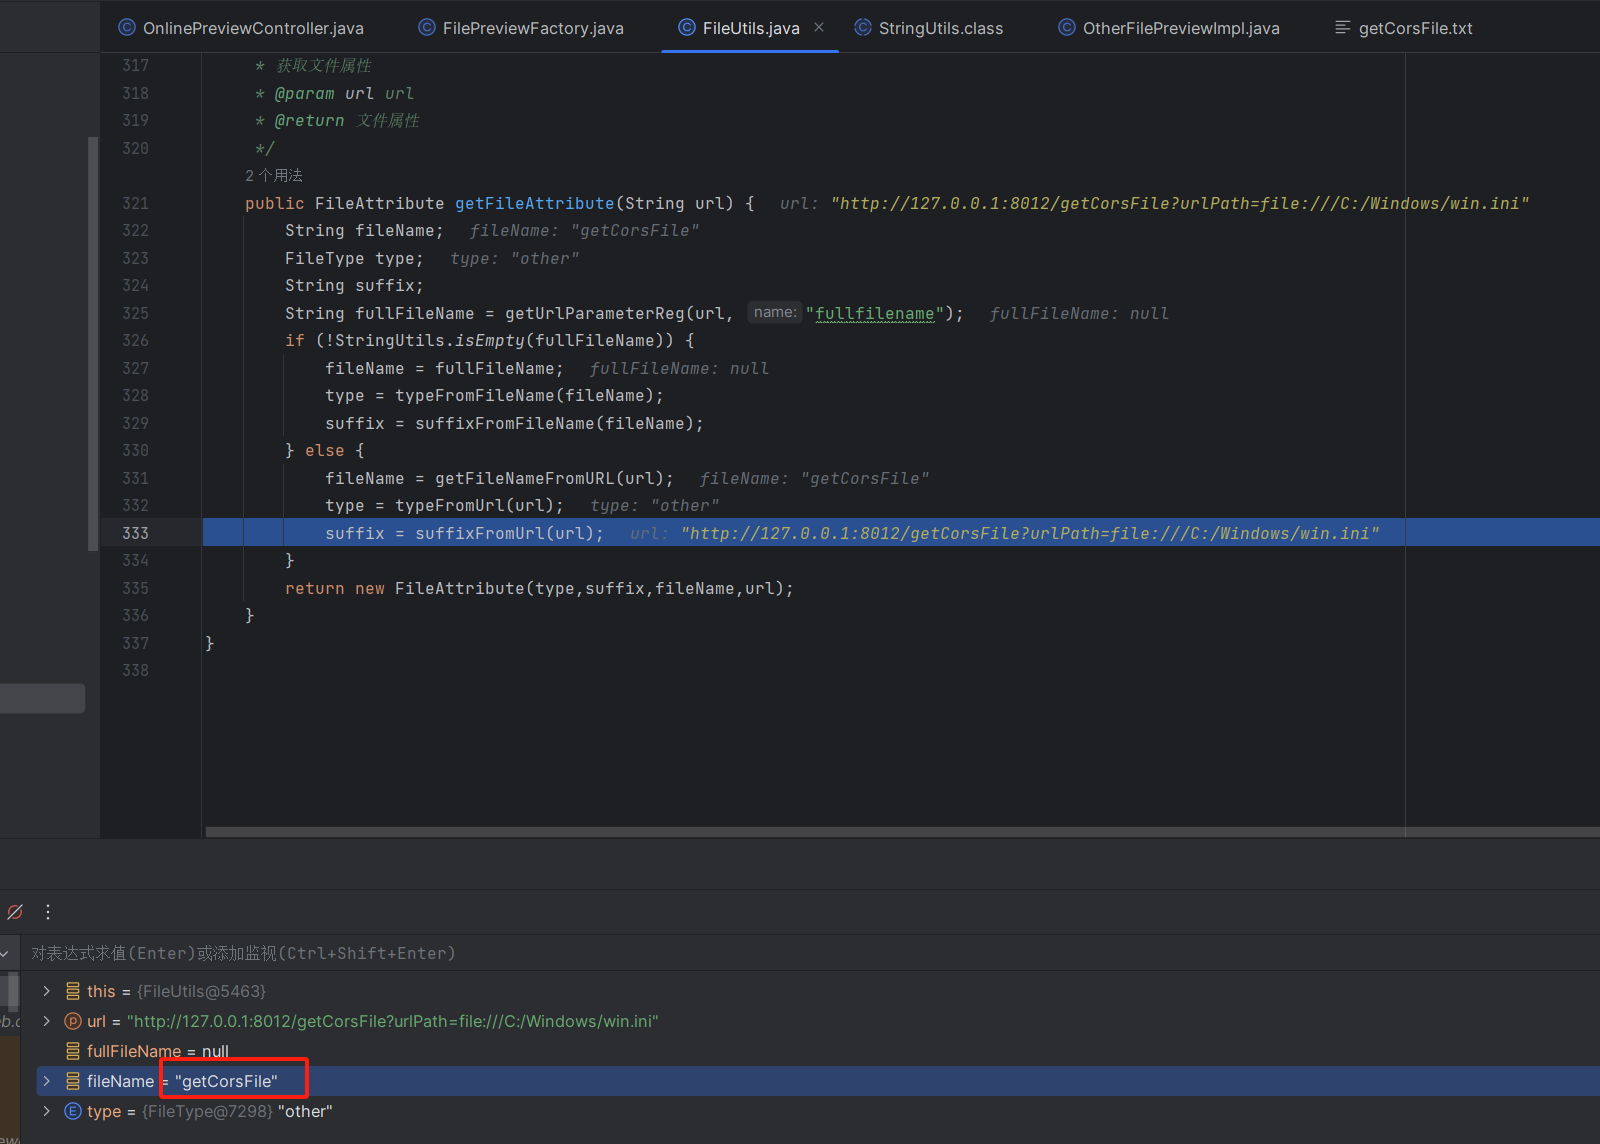 OnlinePreviewController.java FilePreviewFactory.java FileUtils.java StringUtils.class OtherFilePreviewImpl.java getCorsFile.txt
317 * 获取文件属性
318 * @param url url
319 * @return 文件属性
320 */
2 个用法
321 public FileAttribute getFileAttribute(String url) { url: "http://127.0.0.1:8012/getCorsFile?urlPath=file:///C:/Windows/win.ini"
322 String fileName; fileName: "getCorsFile"
323 FileType type; type: "other"
324 String suffix;
325 String fullFileName = getUrlParameterReg(url, name: "fullfilename"); fullFileName: null
326 if (!StringUtils.isEmpty(fullFileName)) {
327 fileName = fullFileName; fullFileName: null
328 type = typeFromFileName(fileName);
329 suffix = suffixFromFileName(fileName);
330 } else {
331 fileName = getFileNameFromURL(url); fileName: "getCorsFile"
332 type = typeFromUrl(url); type: "other"
333 suffix = suffixFromUrl(url); url: "http://127.0.0.1:8012/getCorsFile?urlPath=file:///C:/Windows/win.ini"
334 }
335 return new FileAttribute(type,suffix,fileName,url);
336 }
337 }
338
对表达式求值(Enter)或添加监视(Ctrl+Shift+Enter)
this = {FileUtils@5463}
url = "http://127.0.0.1:8012/getCorsFile?urlPath=file:///C:/Windows/win.ini"
fullFileName = null
fileName = "getCorsFile"
type = {FileType@7298} "other"